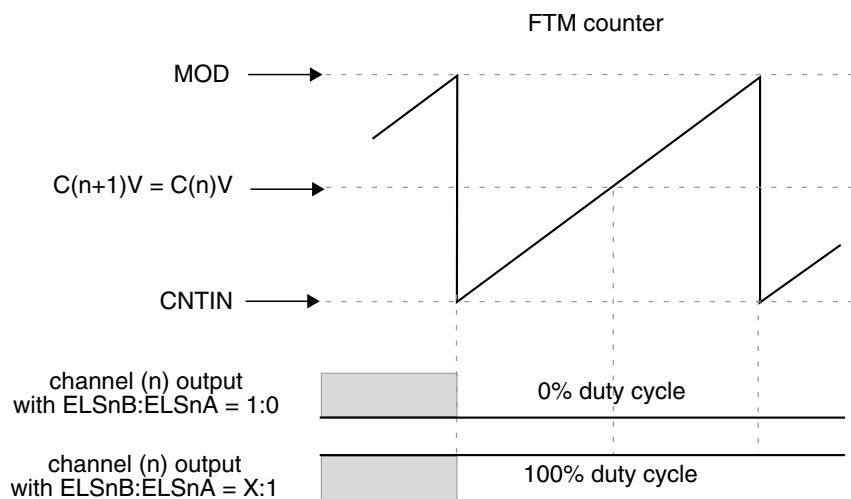 FTM counter
MOD
C(n+1)V = C(n)V
CNTIN
channel (n) output
with ELSnB:ELSnA = 1:0
0% duty cycle
channel (n) output
with ELSnB:ELSnA = X:1
100% duty cycle